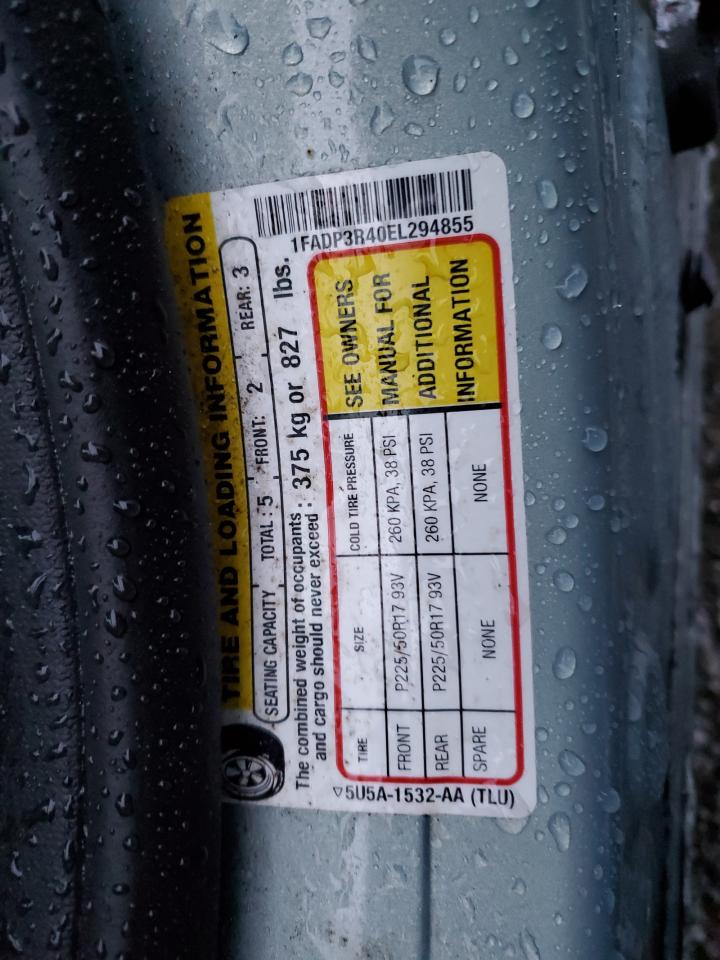 TIRE AND LOADING INFORMATION
SEATING CAPACITY TOTAL : 5 FRONT: 2 REAR: 3
The combined weight of occupants
and cargo should never exceed : 375 kg or 827 lbs.
1FADP3R40EL294855
TIRE SIZE COLD TIRE PRESSURE
FRONT P225/50R17 93V 260 KPA, 38 PSI
REAR P225/50R17 93V 260 KPA, 38 PSI
SPARE NONE NONE
SEE OWNERS
MANUAL FOR
ADDITIONAL
INFORMATION
▽5U5A-1532-AA (TLU)